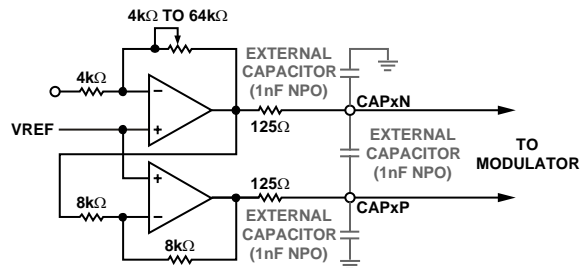 4kΩ TO 64kΩ
EXTERNAL
CAPACITOR
(1nF NPO)
4kΩ
CAPxN
125Ω
VREF
EXTERNAL
CAPACITOR
(1nF NPO)
TO
MODULATOR
125Ω
CAPxP
8kΩ
8kΩ
EXTERNAL
CAPACITOR
(1nF NPO)